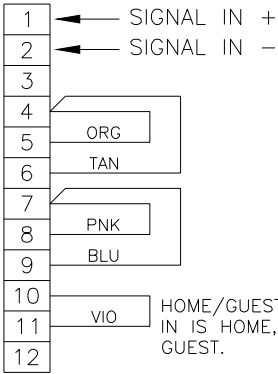 1 SIGNAL IN +
2 SIGNAL IN -
3
4
ORG
5
TAN
6
7
PNK
8
BLU
9
10
HOME/GUEST
VIO
11
IN IS HOME,
GUEST.
12